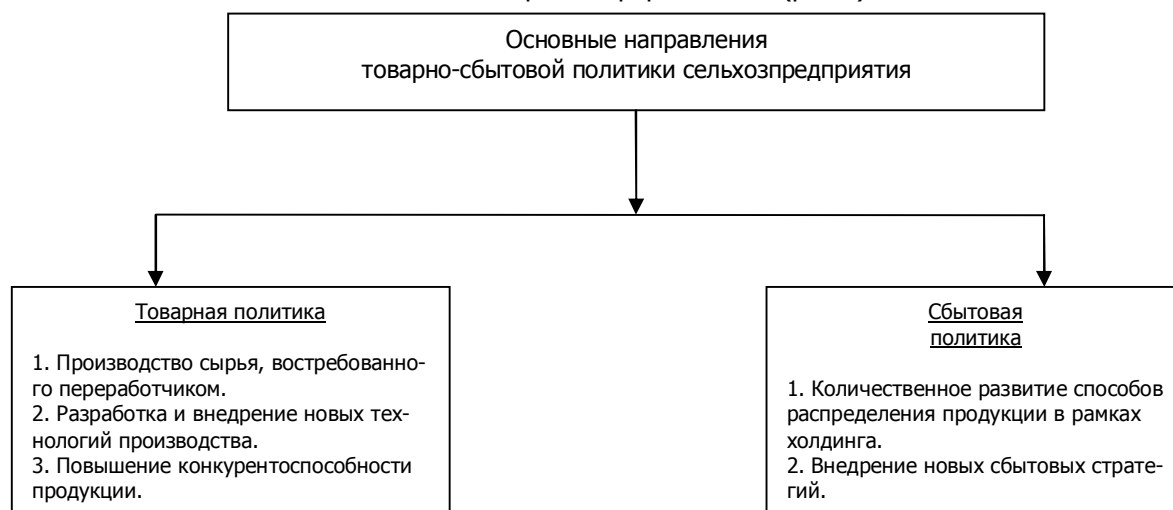 Основные направления
товарно-сбытовой политики сельхозпредприятия
Товарная политика
1. Производство сырья, востребованно-
го переработчиком.
2. Разработка и внедрение новых тех-
нологий производства.
3. Повышение конкурентоспособности
продукции.
Сбытовая
политика
1. Количественное развитие способов
распределения продукции в рамках
холдинга.
2. Внедрение новых сбытовых страте-
гий.